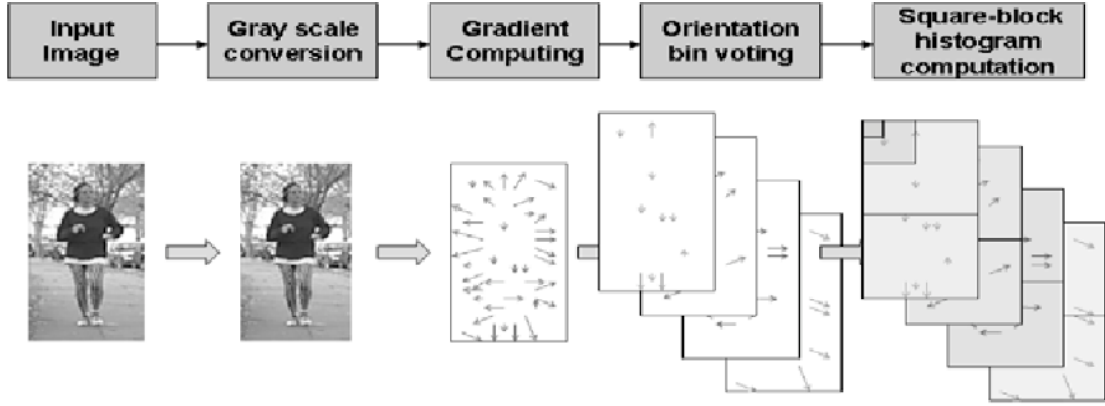 Input
Image
Gray scale
conversion
Gradient
Computing
Orientation
bin voting
Square-block
histogram
computation